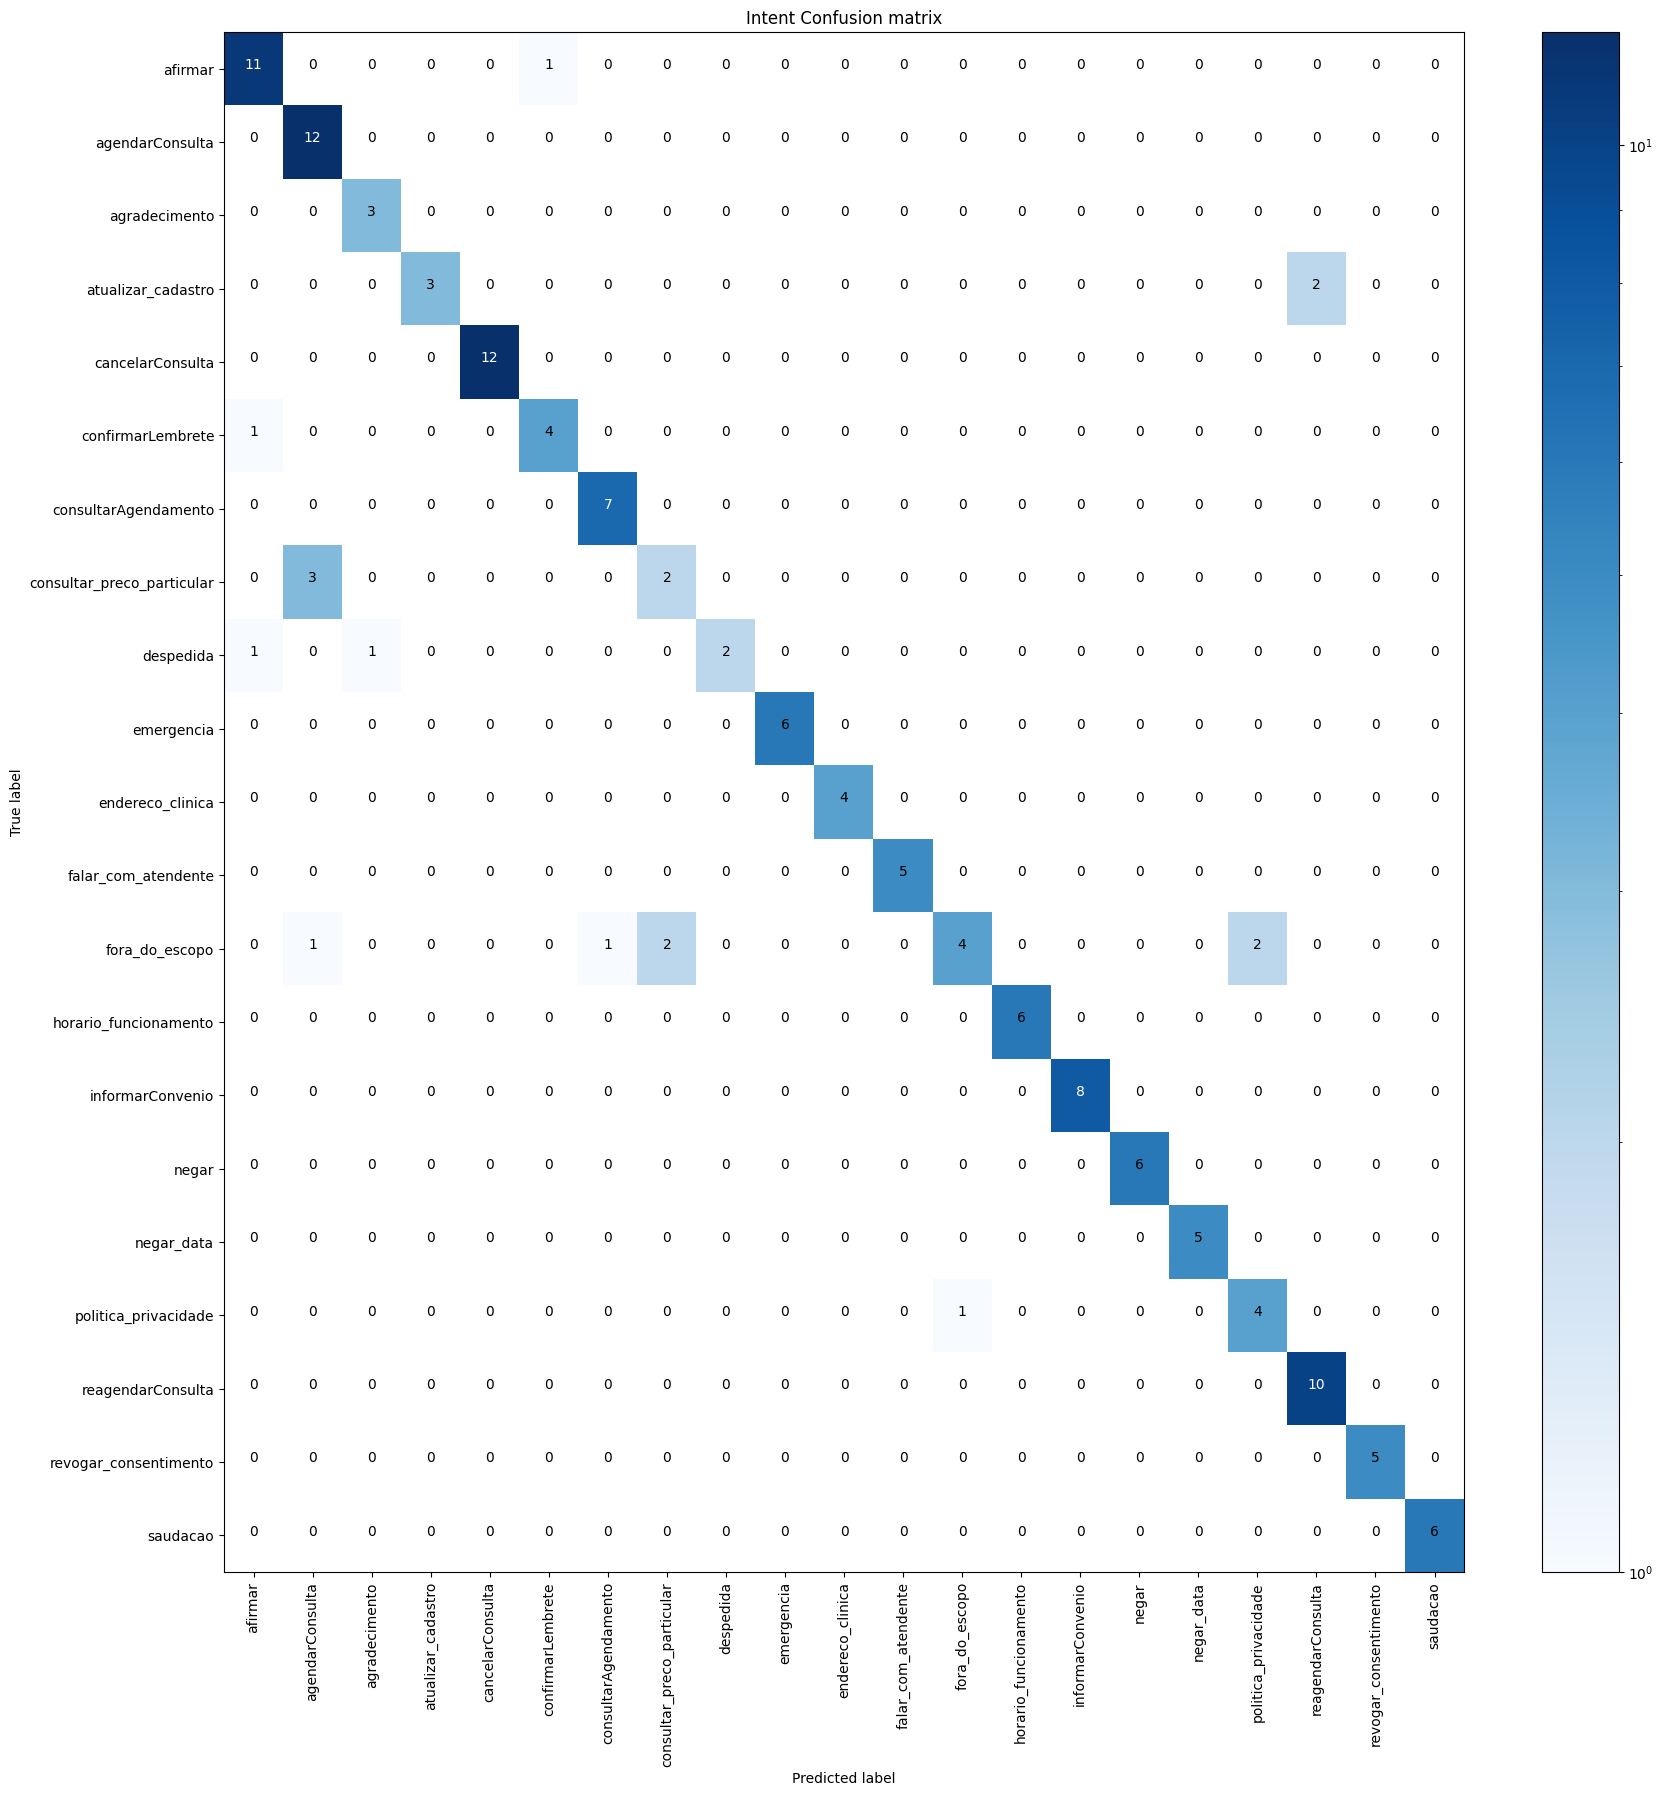 Intent Confusion matrix
afirmar 11 0 0 0 0 1 0 0 0 0 0 0 0 0 0 0 0 0 0 0 0
agendarConsulta 0 12 0 0 0 0 0 0 0 0 0 0 0 0 0 0 0 0 0 0 0
agradecimento 0 0 3 0 0 0 0 0 0 0 0 0 0 0 0 0 0 0 0 0 0
atualizar_cadastro 0 0 0 3 0 0 0 0 0 0 0 0 0 0 0 0 0 0 2 0 0
cancelarConsulta 0 0 0 0 12 0 0 0 0 0 0 0 0 0 0 0 0 0 0 0 0
confirmarLembrete 1 0 0 0 0 4 0 0 0 0 0 0 0 0 0 0 0 0 0 0 0
consultarAgendamento 0 0 0 0 0 0 7 0 0 0 0 0 0 0 0 0 0 0 0 0 0
consultar_preco_particular 0 3 0 0 0 0 0 2 0 0 0 0 0 0 0 0 0 0 0 0 0
despedida 1 0 1 0 0 0 0 0 2 0 0 0 0 0 0 0 0 0 0 0 0
emergencia 0 0 0 0 0 0 0 0 0 6 0 0 0 0 0 0 0 0 0 0 0
endereco_clinica 0 0 0 0 0 0 0 0 0 0 4 0 0 0 0 0 0 0 0 0 0
falar_com_atendente 0 0 0 0 0 0 0 0 0 0 0 5 0 0 0 0 0 0 0 0 0
fora_do_escopo 0 1 0 0 0 0 1 2 0 0 0 0 4 0 0 0 0 2 0 0 0
horario_funcionamento 0 0 0 0 0 0 0 0 0 0 0 0 0 6 0 0 0 0 0 0 0
informarConvenio 0 0 0 0 0 0 0 0 0 0 0 0 0 0 8 0 0 0 0 0 0
negar 0 0 0 0 0 0 0 0 0 0 0 0 0 0 0 6 0 0 0 0 0
negar_data 0 0 0 0 0 0 0 0 0 0 0 0 0 0 0 0 5 0 0 0 0
politica_privacidade 0 0 0 0 0 0 0 0 0 0 0 0 1 0 0 0 0 4 0 0 0
reagendarConsulta 0 0 0 0 0 0 0 0 0 0 0 0 0 0 0 0 0 0 10 0 0
revogar_consentimento 0 0 0 0 0 0 0 0 0 0 0 0 0 0 0 0 0 0 0 5 0
saudacao 0 0 0 0 0 0 0 0 0 0 0 0 0 0 0 0 0 0 0 0 6
True label
afirmar
agendarConsulta
agradecimento
atualizar_cadastro
cancelarConsulta
confirmarLembrete
consultarAgendamento
consultar_preco_particular
despedida
emergencia
endereco_clinica
falar_com_atendente
fora_do_escopo
horario_funcionamento
informarConvenio
negar
negar_data
politica_privacidade
reagendarConsulta
revogar_consentimento
saudacao
Predicted label
10¹
10⁰